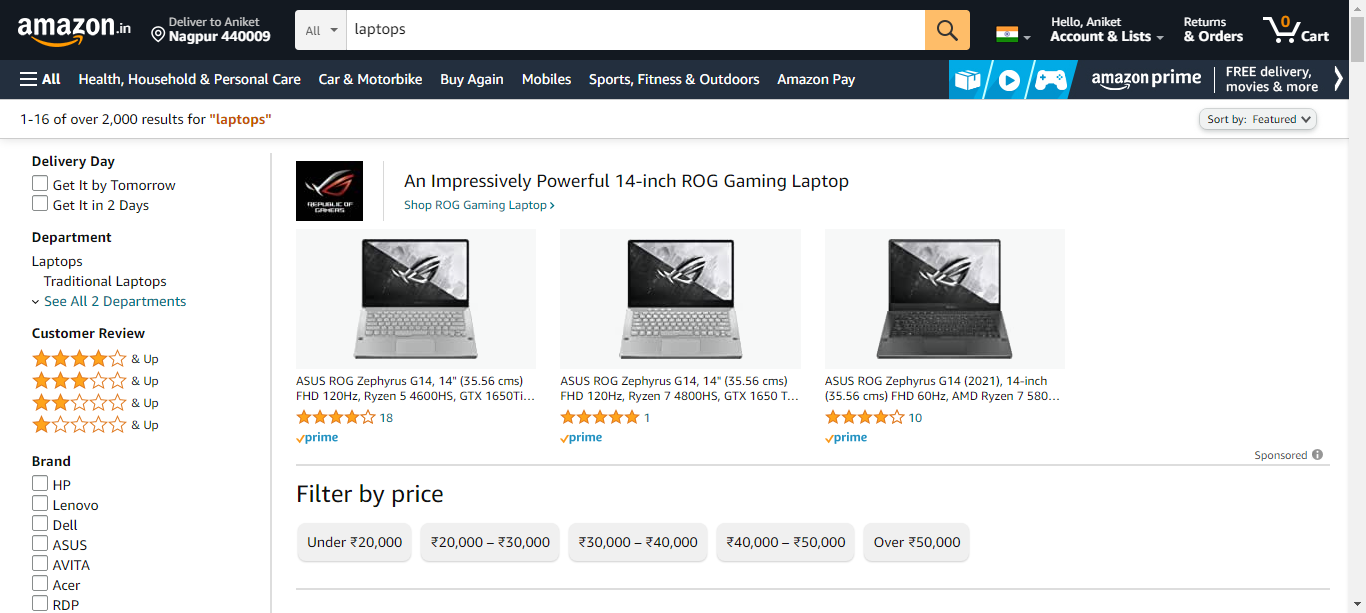 amazon.in
Deliver to Aniket
Nagpur 440009
All
laptops
Hello, Aniket
Account & Lists
Returns
& Orders
0
Cart
All
Health, Household & Personal Care
Car & Motorbike
Buy Again
Mobiles
Sports, Fitness & Outdoors
Amazon Pay
amazon prime
FREE delivery,
movies & more
1-16 of over 2,000 results for "laptops"
Sort by: Featured
Delivery Day
Get It by Tomorrow
Get It in 2 Days
Department
Laptops
Traditional Laptops
See All 2 Departments
Customer Review
& Up
& Up
& Up
& Up
Brand
HP
Lenovo
Dell
ASUS
AVITA
Acer
RDP
REPUBLIC OF
GAMERS
An Impressively Powerful 14-inch ROG Gaming Laptop
Shop ROG Gaming Laptop
ASUS ROG Zephyrus G14, 14" (35.56 cms)
FHD 120Hz, Ryzen 5 4600HS, GTX 1650Ti…
18
prime
ASUS ROG Zephyrus G14, 14" (35.56 cms)
FHD 120Hz, Ryzen 7 4800HS, GTX 1650 T…
1
prime
ASUS ROG Zephyrus G14 (2021), 14-inch
(35.56 cms) FHD 60Hz, AMD Ryzen 7 580…
10
prime
Sponsored
Filter by price
Under ₹20,000
₹20,000 – ₹30,000
₹30,000 – ₹40,000
₹40,000 – ₹50,000
Over ₹50,000